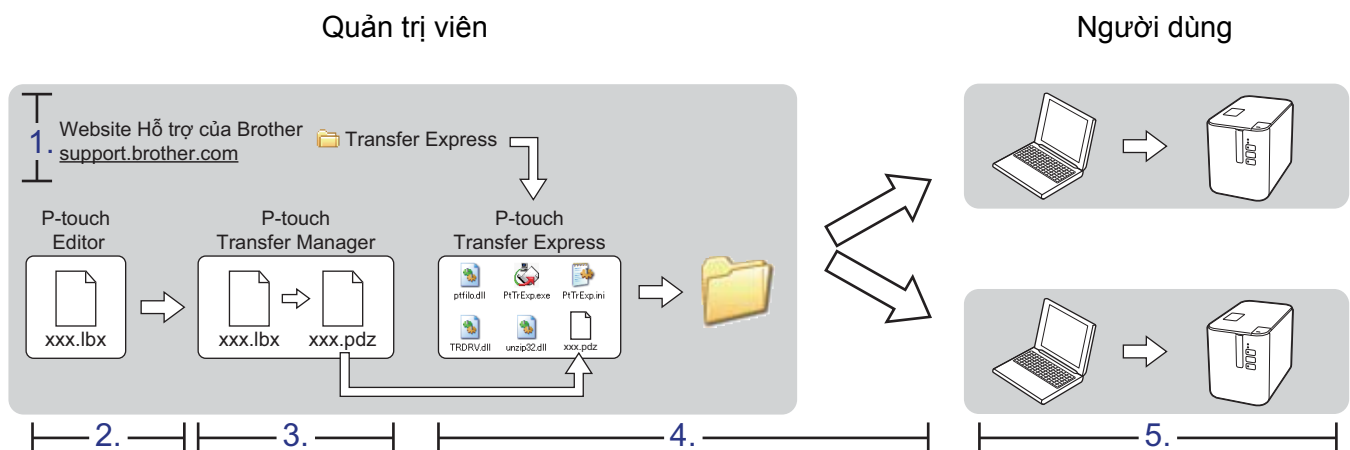 Quản trị viên
Người dùng
1. Website Hỗ trợ của Brother
support.brother.com
Transfer Express
P-touch
Editor
xxx.lbx
P-touch
Transfer Manager
xxx.lbx
xxx.pdz
P-touch
Transfer Express
ptfilo.dll
PtTrExp.exe
PtTrExp.ini
TRDRV.dll
unzip32.dll
xxx.pdz
2.
3.
4.
5.